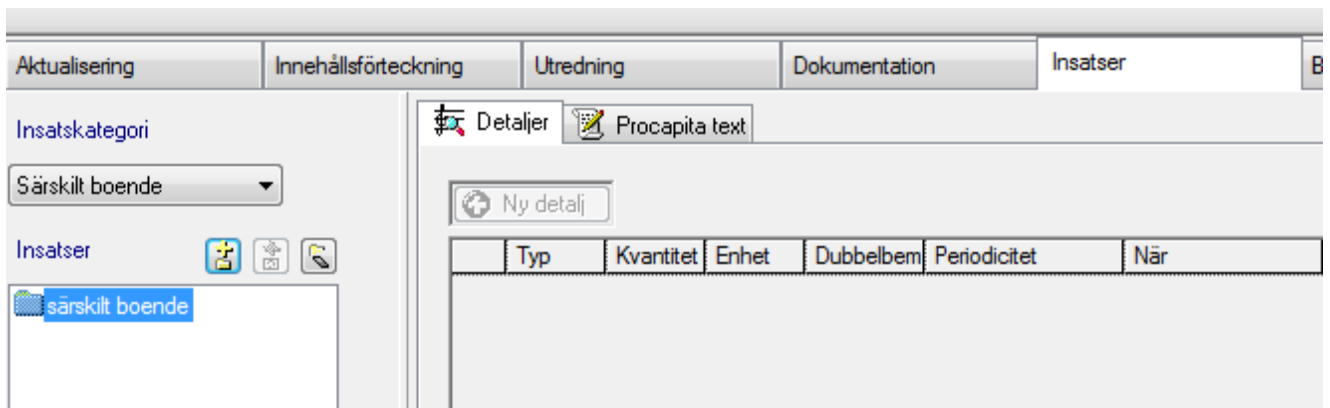 Aktualisering Innehållsförteckning Utredning Dokumentation Insatser B
Insatskategori
Detaljer Procapita text
Särskilt boende
Ny detalj
Insatser
Typ Kvantitet Enhet Dubbelbem Periodicitet När
särskilt boende